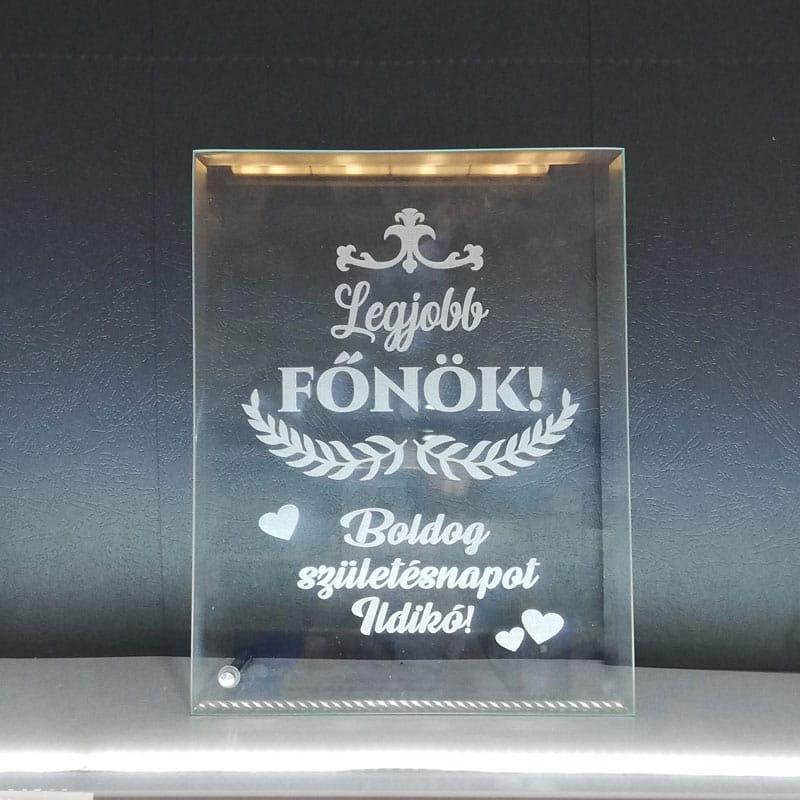 Legjobb
FŐNÖK!
Boldog
születésnapot
Ildikó!